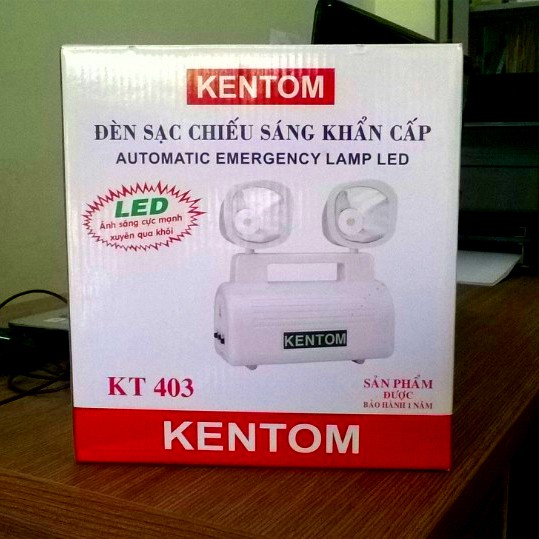 KENTOM
ĐÈN SẠC CHIẾU SÁNG KHẨN CẤP
AUTOMATIC EMERGENCY LAMP LED
LED
Ánh sáng cực mạnh
xuyên qua khói
KENTOM
KT 403
SẢN PHẨM
ĐƯỢC
BẢO HÀNH 1 NĂM
KENTOM